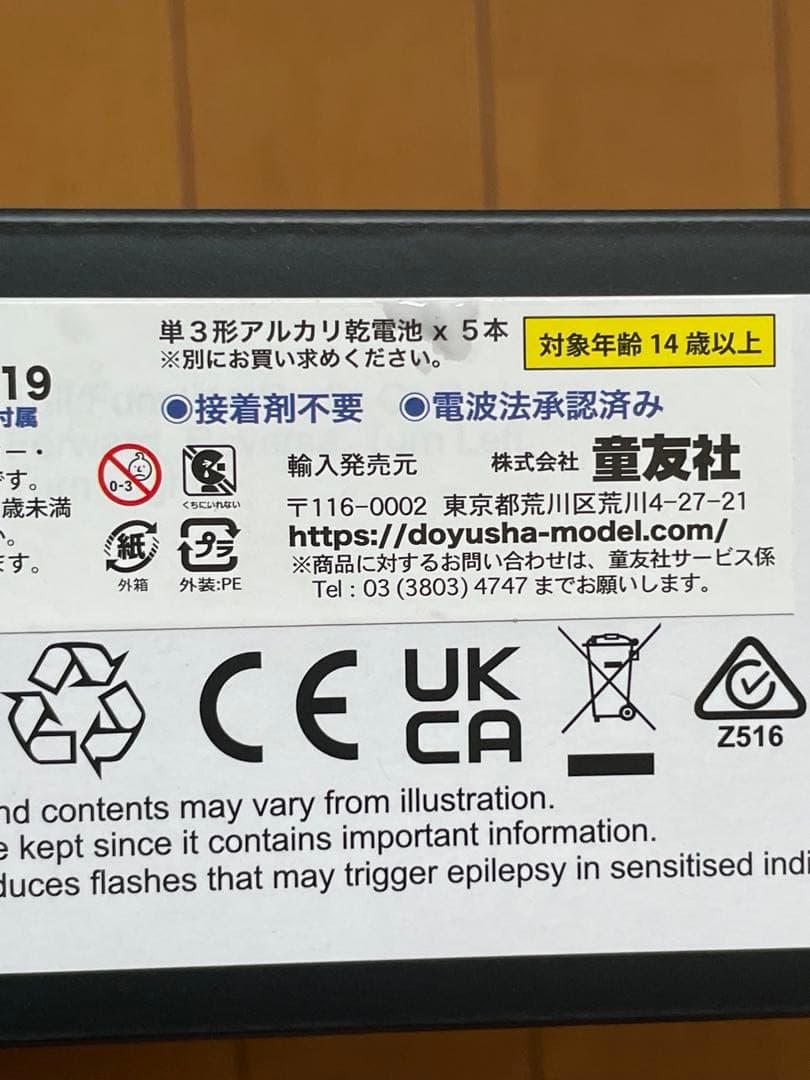 単3形アルカリ乾電池 x 5本
※別にお買い求めください。
対象年齢 14 歳以上
19
付属
◉接着剤不要 ◉電波法承認済み
ー・
です。
歳未満
い。
ます。
0-3
くちにいれない
紙
外箱
プラ
外装:PE
輸入発売元 株式会社 童友社
〒116-0002 東京都荒川区荒川4-27-21
https://doyusha-model.com/
※商品に対するお問い合わせは、童友社サービス係
Tel : 03 (3803) 4747 までお願いします。
CE
UK
CA
Z516
nd contents may vary from illustration.
e kept since it contains important information.
duces flashes that may trigger epilepsy in sensitised indi